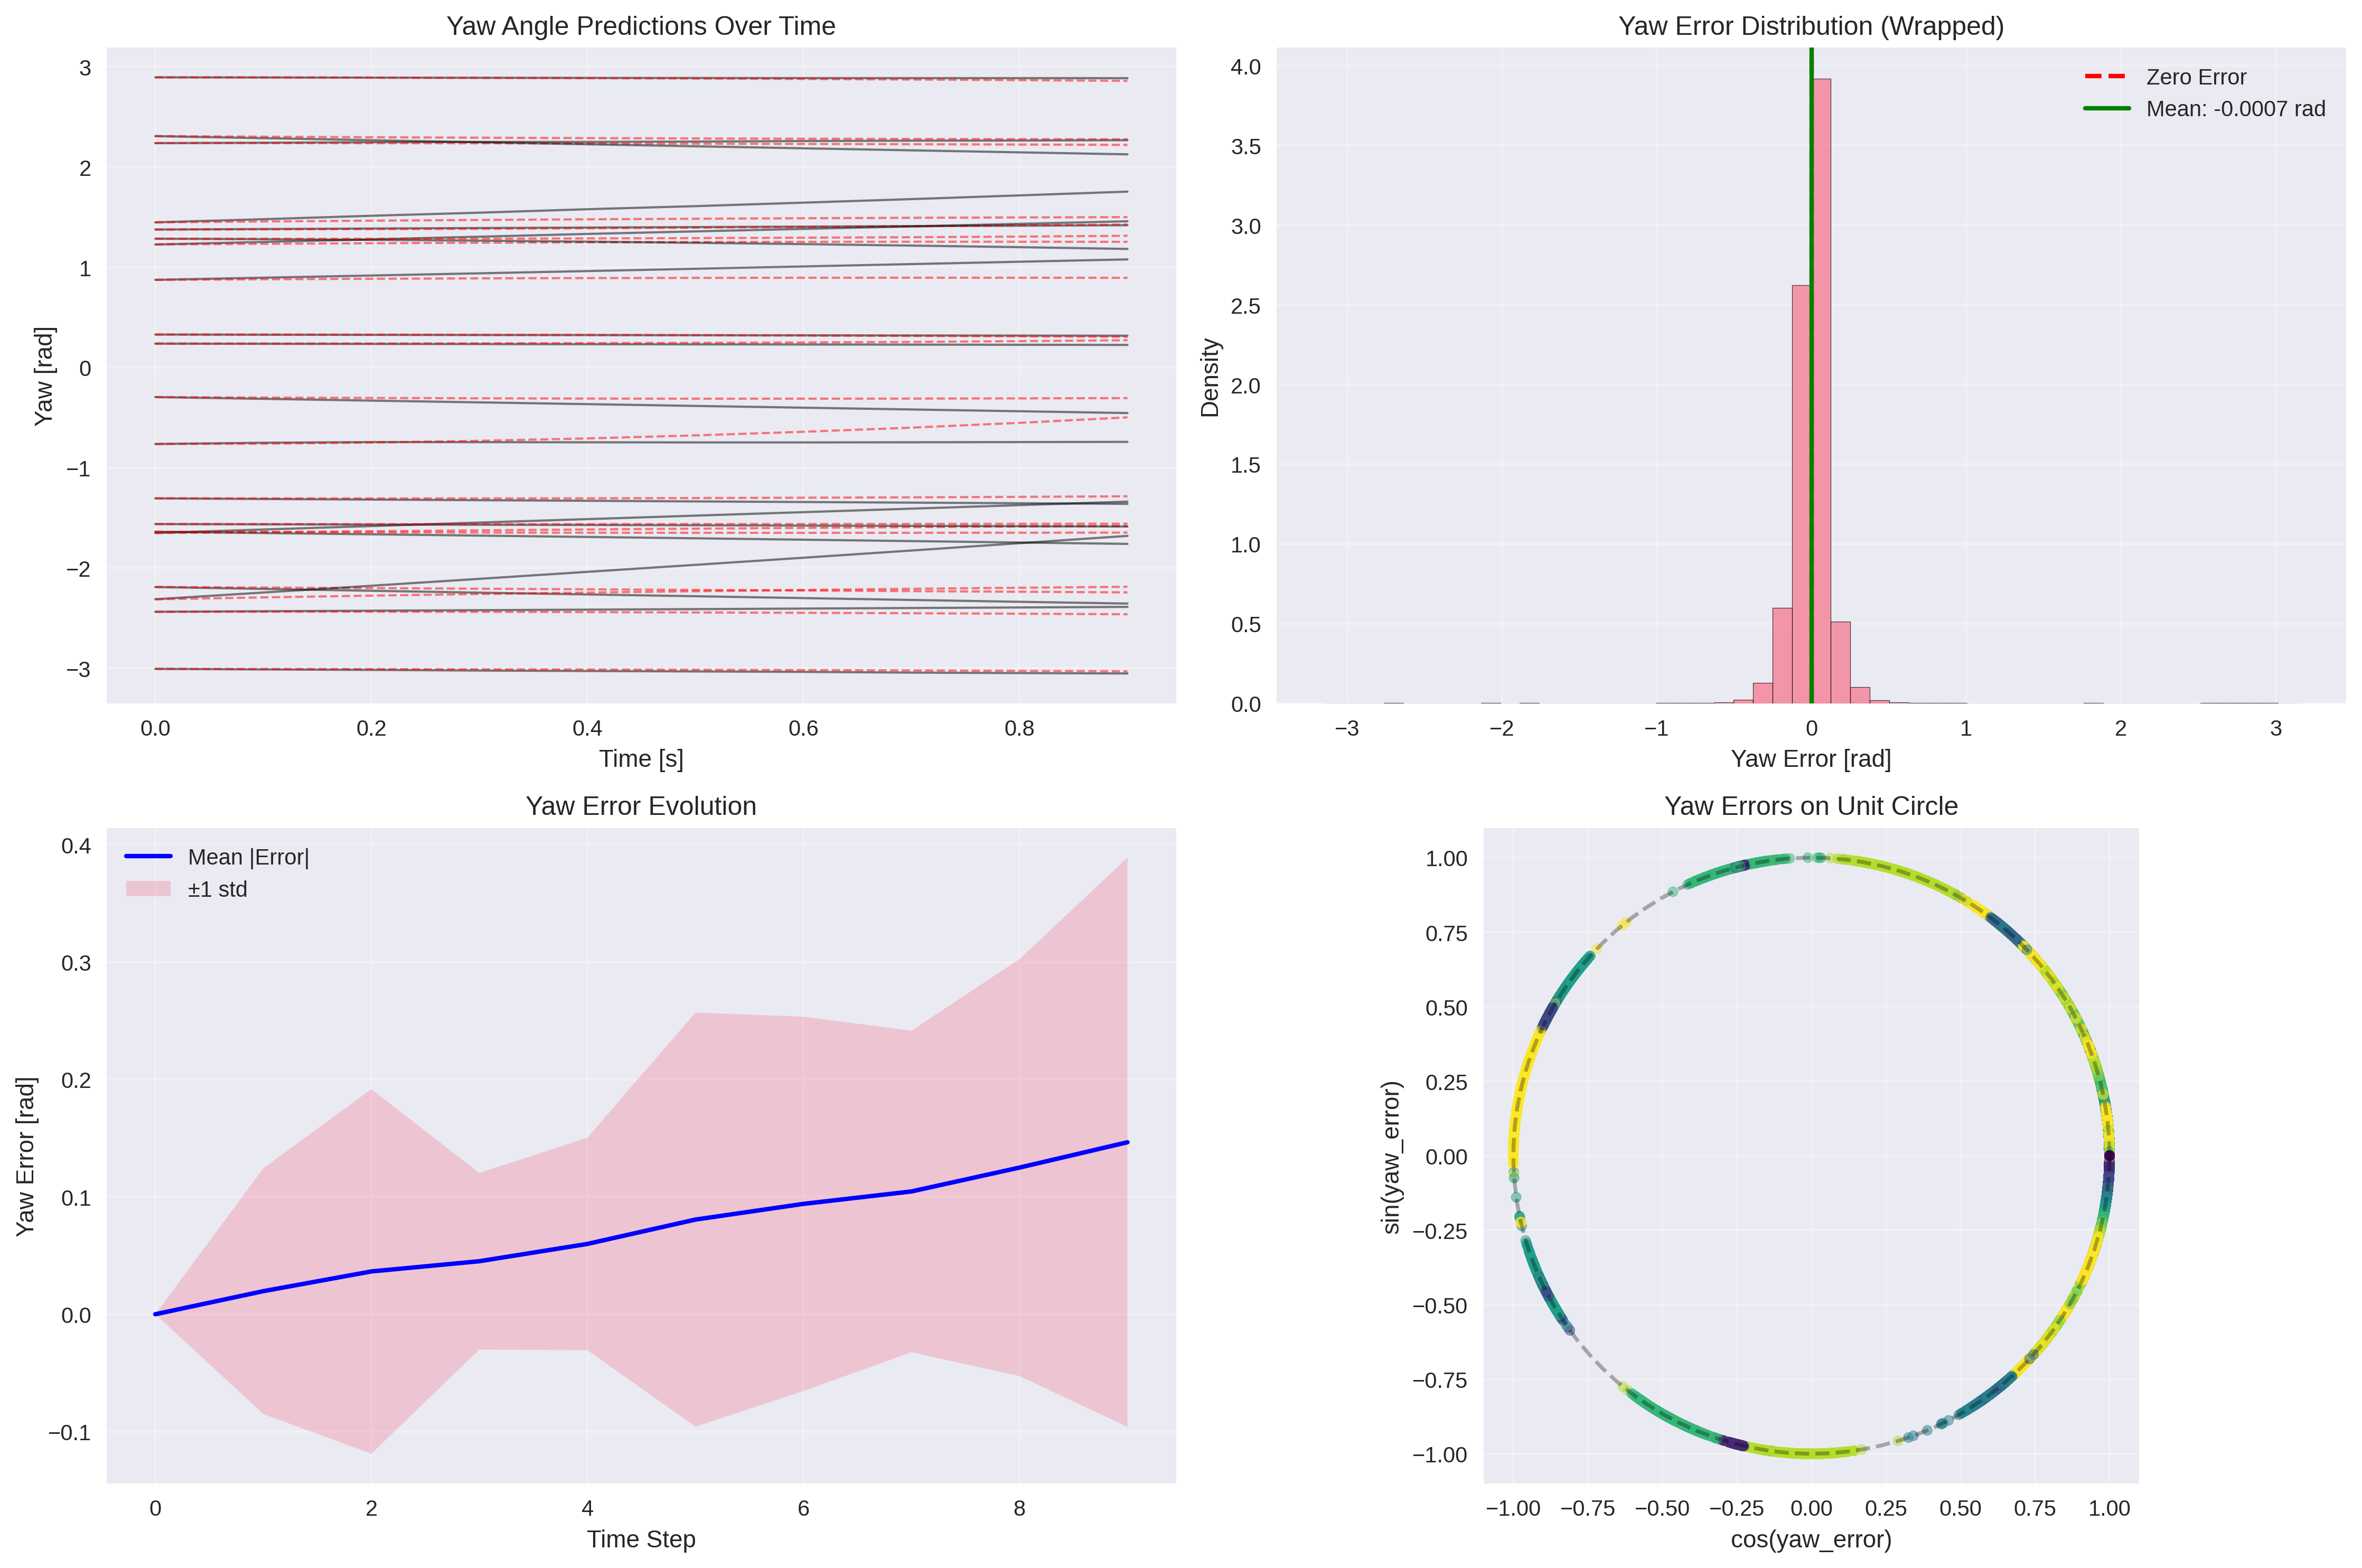 Yaw Angle Predictions Over Time
3
2
1
0
−1
−2
−3
Yaw [rad]
0.0 0.2 0.4 0.6 0.8
Time [s]
Yaw Error Distribution (Wrapped)
Zero Error
Mean: -0.0007 rad
4.0
3.5
3.0
2.5
2.0
1.5
1.0
0.5
0.0
Density
−3 −2 −1 0 1 2 3
Yaw Error [rad]
Yaw Error Evolution
Mean |Error|
±1 std
0.4
0.3
0.2
0.1
0.0
−0.1
Yaw Error [rad]
0 2 4 6 8
Time Step
Yaw Errors on Unit Circle
1.00
0.75
0.50
0.25
0.00
−0.25
−0.50
−0.75
−1.00
sin(yaw_error)
−1.00 −0.75 −0.50 −0.25 0.00 0.25 0.50 0.75 1.00
cos(yaw_error)